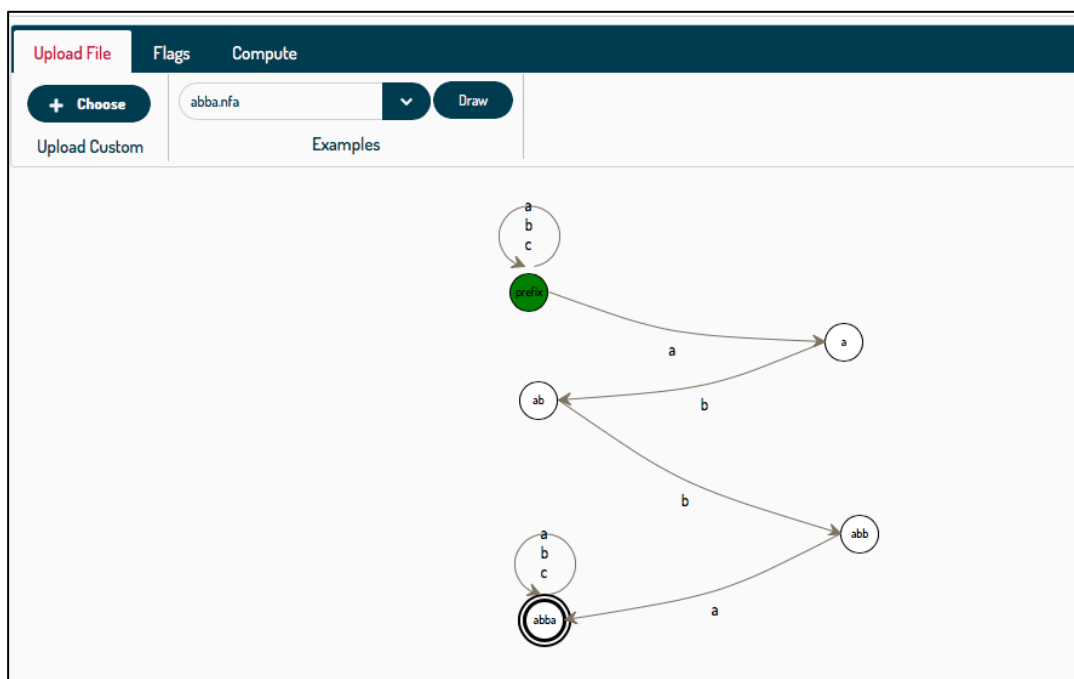 Upload File Flags Compute
+ Choose
abba.nfa
Draw
Upload Custom
Examples
a
b
c
prefix
a
a
ab
b
b
abb
a
b
c
a
abba